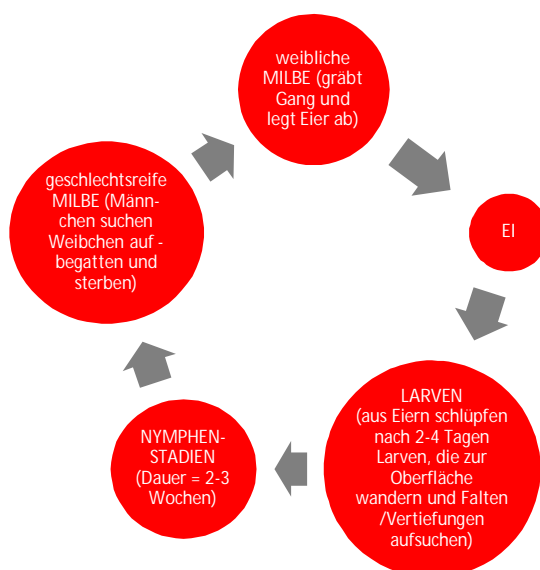 weibliche
MILBE (gräbt
Gang und
legt Eier ab)
EI
LARVEN
(aus Eiern schlüpfen
nach 2-4 Tagen
Larven, die zur
Oberfläche
wandern und Falten
/Vertiefungen
aufsuchen)
NYMPHEN-
STADIEN
(Dauer = 2-3
Wochen)
geschlechtsreife
MILBE (Männ-
chen suchen
Weibchen auf -
begatten und
sterben)